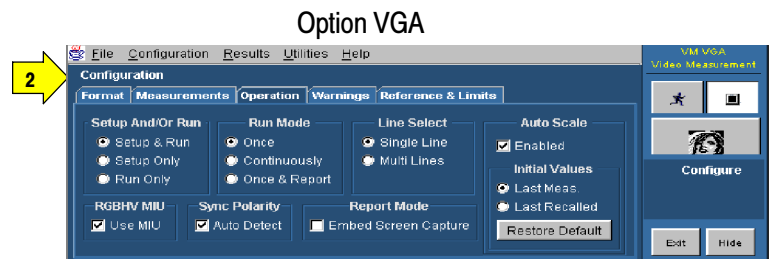 Option VGA
2
File Configuration Results Utilities Help
Configuration
Format Measurements Operation Warnings Reference & Limits
Setup And/Or Run
Setup & Run
Setup Only
Run Only
Run Mode
Once
Continuously
Once & Report
Line Select
Single Line
Multi Lines
Auto Scale
Enabled
Initial Values
Last Meas.
Last Recalled
Restore Default
RGBHV MIU
Use MIU
Sync Polarity
Auto Detect
Report Mode
Embed Screen Capture
VM VGA
Video Measurement
Configure
Exit Hide